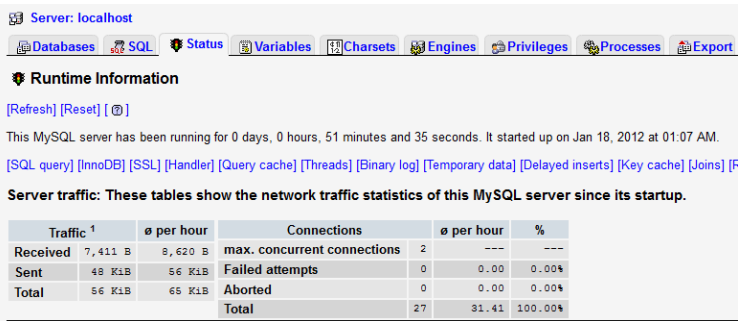 Server: localhost
Databases SQL Status Variables Charsets Engines Privileges Processes Export
Runtime Information
[Refresh] [Reset] [ ? ]
This MySQL server has been running for 0 days, 0 hours, 51 minutes and 35 seconds. It started up on Jan 18, 2012 at 01:07 AM.
[SQL query] [InnoDB] [SSL] [Handler] [Query cache] [Threads] [Binary log] [Temporary data] [Delayed inserts] [Key cache] [Joins] [R
Server traffic: These tables show the network traffic statistics of this MySQL server since its startup.
Traffic 1 ø per hour Connections ø per hour %
Received 7,411 B 8,620 B max. concurrent connections 2 --- ---
Sent 48 KiB 56 KiB Failed attempts 0 0.00 0.00%
Total 56 KiB 65 KiB Aborted 0 0.00 0.00%
Total 27 31.41 100.00%